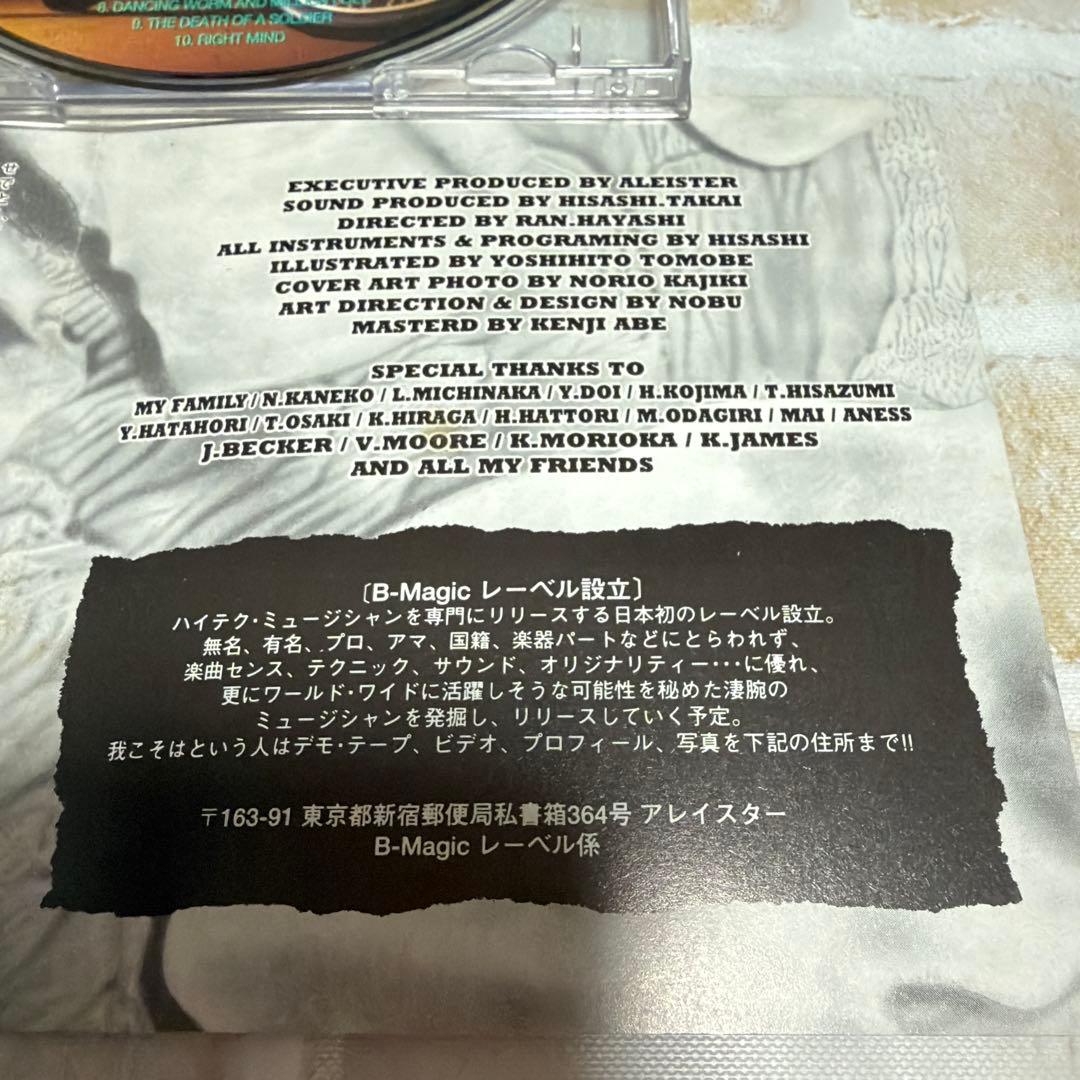 8. DANCING WORM AND
9. THE DEATH OF A SOLDIER
10. RIGHT MIND
EXECUTIVE PRODUCED BY ALEISTER
SOUND PRODUCED BY HISASHI.TAKAI
DIRECTED BY RAN.HAYASHI
ALL INSTRUMENTS & PROGRAMING BY HISASHI
ILLUSTRATED BY YOSHIHITO TOMOBE
COVER ART PHOTO BY NORIO KAJIKI
ART DIRECTION & DESIGN BY NOBU
MASTERD BY KENJI ABE
SPECIAL THANKS TO
MY FAMILY / N.KANEKO / L.MICHINAKA / Y.DOI / H.KOJIMA / T.HISAZUMI
Y.HATAHORI / T.OSAKI / K.HIRAGA / H.HATTORI / M.ODAGIRI / MAI / ANESS
J.BECKER / V.MOORE / K.MORIOKA / K.JAMES
AND ALL MY FRIENDS
〔B-Magic レーベル設立〕
ハイテク・ミュージシャンを専門にリリースする日本初のレーベル設立。
無名、有名、プロ、アマ、国籍、楽器パートなどにとらわれず、
楽曲センス、テクニック、サウンド、オリジナリティー・・・に優れ、
更にワールド・ワイドに活躍しそうな可能性を秘めた凄腕の
ミュージシャンを発掘し、リリースしていく予定。
我こそはという人はデモ・テープ、ビデオ、プロフィール、写真を下記の住所まで!!
〒163-91 東京都新宿郵便局私書箱364号 アレイスター
B-Magic レーベル係